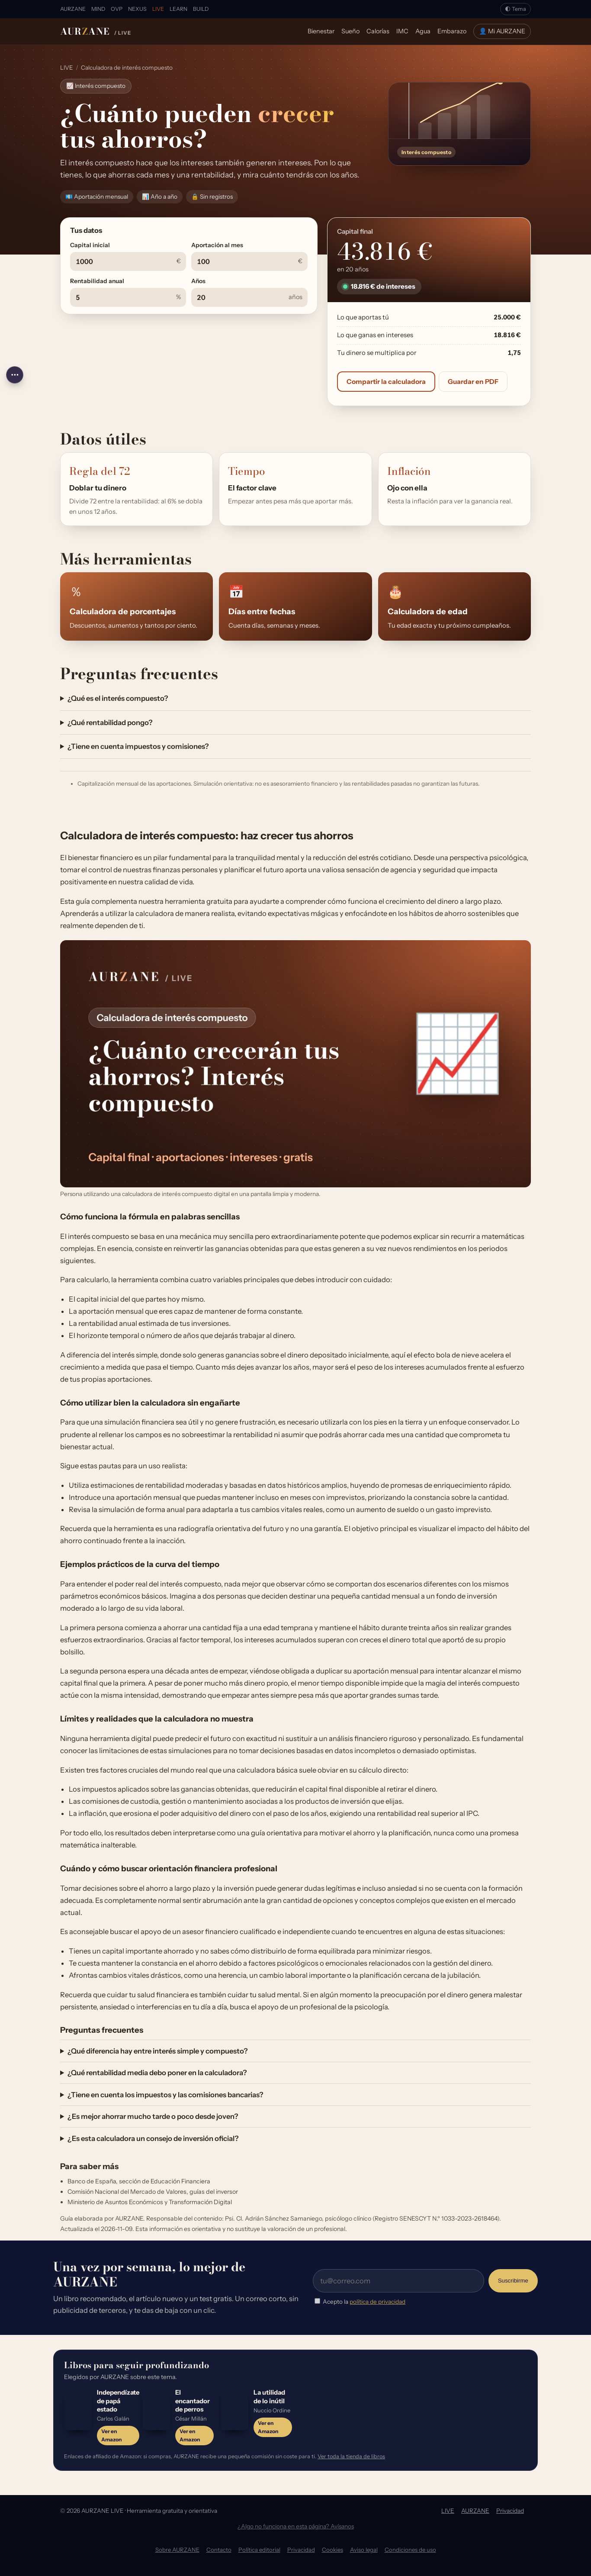 AURZANE MIND OVP NEXUS LIVE LEARN BUILD
Tema
AURZANE / LIVE
Bienestar Sueño Calorías IMC Agua Embarazo Mi AURZANE
LIVE / Calculadora de interés compuesto
Interés compuesto
¿Cuánto pueden crecer
tus ahorros?
El interés compuesto hace que los intereses también generen intereses. Pon lo que
tienes, lo que ahorras cada mes y una rentabilidad, y mira cuánto tendrás con los años.
Aportación mensual Año a año Sin registros
Interés compuesto
Tus datos
Capital inicial Aportación al mes
1000 € 100 €
Rentabilidad anual Años
5 % 20 años
Capital final
43.816 €
en 20 años
18.816 € de intereses
Lo que aportas tú 25.000 €
Lo que ganas en intereses 18.816 €
Tu dinero se multiplica por 1,75
Compartir la calculadora Guardar en PDF
Datos útiles
Regla del 72
Doblar tu dinero
Divide 72 entre la rentabilidad: al 6% se dobla
en unos 12 años.
Tiempo
El factor clave
Empezar antes pesa más que aportar más.
Inflación
Ojo con ella
Resta la inflación para ver la ganancia real.
Más herramientas
%
Calculadora de porcentajes
Descuentos, aumentos y tantos por ciento.
Días entre fechas
Cuenta días, semanas y meses.
Calculadora de edad
Tu edad exacta y tu próximo cumpleaños.
Preguntas frecuentes
¿Qué es el interés compuesto?
¿Qué rentabilidad pongo?
¿Tiene en cuenta impuestos y comisiones?
Capitalización mensual de las aportaciones. Simulación orientativa: no es asesoramiento financiero y las rentabilidades pasadas no garantizan las futuras.
Calculadora de interés compuesto: haz crecer tus ahorros
El bienestar financiero es un pilar fundamental para la tranquilidad mental y la reducción del estrés cotidiano. Desde una perspectiva psicológica,
tomar el control de nuestras finanzas personales y planificar el futuro aporta una valiosa sensación de agencia y seguridad que impacta
positivamente en nuestra calidad de vida.
Esta guía complementa nuestra herramienta gratuita para ayudarte a comprender cómo funciona el crecimiento del dinero a largo plazo.
Aprenderás a utilizar la calculadora de manera realista, evitando expectativas mágicas y enfocándote en los hábitos de ahorro sostenibles que
realmente dependen de ti.
AURZANE / LIVE
Calculadora de interés compuesto
¿Cuánto crecerán tus
ahorros? Interés
compuesto
Capital final · aportaciones · intereses · gratis
Persona utilizando una calculadora de interés compuesto digital en una pantalla limpia y moderna.
Cómo funciona la fórmula en palabras sencillas
El interés compuesto se basa en una mecánica muy sencilla pero extraordinariamente potente que podemos explicar sin recurrir a matemáticas
complejas. En esencia, consiste en reinvertir las ganancias obtenidas para que estas generen a su vez nuevos rendimientos en los periodos
siguientes.
Para calcularlo, la herramienta combina cuatro variables principales que debes introducir con cuidado:
El capital inicial del que partes hoy mismo.
La aportación mensual que eres capaz de mantener de forma constante.
La rentabilidad anual estimada de tus inversiones.
El horizonte temporal o número de años que dejarás trabajar al dinero.
A diferencia del interés simple, donde solo generas ganancias sobre el dinero depositado inicialmente, aquí el efecto bola de nieve acelera el
crecimiento a medida que pasa el tiempo. Cuanto más dejes avanzar los años, mayor será el peso de los intereses acumulados frente al esfuerzo
de tus propias aportaciones.
Cómo utilizar bien la calculadora sin engañarte
Para que una simulación financiera sea útil y no genere frustración, es necesario utilizarla con los pies en la tierra y un enfoque conservador. Lo
prudente al rellenar los campos es no sobreestimar la rentabilidad ni asumir que podrás ahorrar cada mes una cantidad que comprometa tu
bienestar actual.
Sigue estas pautas para un uso realista:
Utiliza estimaciones de rentabilidad moderadas y basadas en datos históricos amplios, huyendo de promesas de enriquecimiento rápido.
Introduce una aportación mensual que puedas mantener incluso en meses con imprevistos, priorizando la constancia sobre la cantidad.
Revisa la simulación de forma anual para adaptarla a tus cambios vitales reales, como un aumento de sueldo o un gasto imprevisto.
Recuerda que la herramienta es una radiografía orientativa del futuro y no una garantía. El objetivo principal es visualizar el impacto del hábito del
ahorro continuado frente a la inacción.
Ejemplos prácticos de la curva del tiempo
Para entender el poder real del interés compuesto, nada mejor que observar cómo se comportan dos escenarios diferentes con los mismos
parámetros económicos básicos. Imagina a dos personas que deciden destinar una pequeña cantidad mensual a un fondo de inversión
moderado a lo largo de su vida laboral.
La primera persona comienza a ahorrar una cantidad fija a una edad temprana y mantiene el hábito durante treinta años sin realizar grandes
esfuerzos extraordinarios. Gracias al factor temporal, los intereses acumulados superan con creces el dinero total que aportó de su propio
bolsillo.
La segunda persona espera una década antes de empezar, viéndose obligada a duplicar su aportación mensual para intentar alcanzar el mismo
capital final que la primera. A pesar de poner mucho más dinero propio, el menor tiempo disponible impide que la magia del interés compuesto
actúe con la misma intensidad, demostrando que empezar antes siempre pesa más que aportar grandes sumas tarde.
Límites y realidades que la calculadora no muestra
Ninguna herramienta digital puede predecir el futuro con exactitud ni sustituir a un análisis financiero riguroso y personalizado. Es fundamental
conocer las limitaciones de estas simulaciones para no tomar decisiones basadas en datos incompletos o demasiado optimistas.
Existen tres factores cruciales del mundo real que una calculadora básica suele obviar en su cálculo directo:
Los impuestos aplicados sobre las ganancias obtenidas, que reducirán el capital final disponible al retirar el dinero.
Las comisiones de custodia, gestión o mantenimiento asociadas a los productos de inversión que elijas.
La inflación, que erosiona el poder adquisitivo del dinero con el paso de los años, exigiendo una rentabilidad real superior al IPC.
Por todo ello, los resultados deben interpretarse como una guía orientativa para motivar el ahorro y la planificación, nunca como una promesa
matemática inalterable.
Cuándo y cómo buscar orientación financiera profesional
Tomar decisiones sobre el ahorro a largo plazo y la inversión puede generar dudas legítimas e incluso ansiedad si no se cuenta con la formación
adecuada. Es completamente normal sentir abrumación ante la gran cantidad de opciones y conceptos complejos que existen en el mercado
actual.
Es aconsejable buscar el apoyo de un asesor financiero cualificado e independiente cuando te encuentres en alguna de estas situaciones:
Tienes un capital importante ahorrado y no sabes cómo distribuirlo de forma equilibrada para minimizar riesgos.
Te cuesta mantener la constancia en el ahorro debido a factores psicológicos o emocionales relacionados con la gestión del dinero.
Afrontas cambios vitales drásticos, como una herencia, un cambio laboral importante o la planificación cercana de la jubilación.
Recuerda que cuidar tu salud financiera es también cuidar tu salud mental. Si en algún momento la preocupación por el dinero genera malestar
persistente, ansiedad o interferencias en tu día a día, busca el apoyo de un profesional de la psicología.
Preguntas frecuentes
¿Qué diferencia hay entre interés simple y compuesto?
¿Qué rentabilidad media debo poner en la calculadora?
¿Tiene en cuenta los impuestos y las comisiones bancarias?
¿Es mejor ahorrar mucho tarde o poco desde joven?
¿Es esta calculadora un consejo de inversión oficial?
Para saber más
Banco de España, sección de Educación Financiera
Comisión Nacional del Mercado de Valores, guías del inversor
Ministerio de Asuntos Económicos y Transformación Digital
Guía elaborada por AURZANE. Responsable del contenido: Psi. Cl. Adrián Sánchez Samaniego, psicólogo clínico (Registro SENESCYT N.º 1033-2023-2618464).
Actualizada el 2026-11-09. Esta información es orientativa y no sustituye la valoración de un profesional.
Una vez por semana, lo mejor de
AURZANE
Un libro recomendado, el artículo nuevo y un test gratis. Un correo corto, sin
publicidad de terceros, y te das de baja con un clic.
tu@correo.com
Suscribirme
Acepto la política de privacidad
Libros para seguir profundizando
Elegidos por AURZANE sobre este tema.
Independízate
de papá
estado
Carlos Galán
Ver en
Amazon
El
encantador
de perros
César Millán
Ver en
Amazon
La utilidad
de lo inútil
Nuccio Ordine
Ver en
Amazon
Enlaces de afiliado de Amazon: si compras, AURZANE recibe una pequeña comisión sin coste para ti. Ver toda la tienda de libros
© 2026 AURZANE LIVE · Herramienta gratuita y orientativa
LIVE AURZANE Privacidad
¿Algo no funciona en esta página? Avísanos
Sobre AURZANE Contacto Política editorial Privacidad Cookies Aviso legal Condiciones de uso